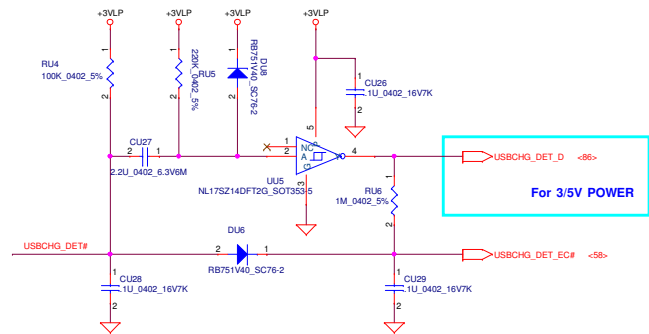 +3VLP +3VLP +3VLP +3VLP
RU4
100K_0402_5%
1
2
220K_0402_5%
RU5
1
2
DU8
RB751V40_SC76-2
1
2
CU26
.1U_0402_16V7K
1
2
CU27
2 1
2.2U_0402_6.3V6M
5
1 NC
2 A
P
G
3
4
UU5
NL17SZ14DFT2G_SOT353-5
USBCHG_DET_D <86>
For 3/5V POWER
RU6
1M_0402_5%
1
2
USBCHG_DET#
DU6
2 1
RB751V40_SC76-2
USBCHG_DET_EC# <58>
CU28
.1U_0402_16V7K
1
2
CU29
.1U_0402_16V7K
1
2